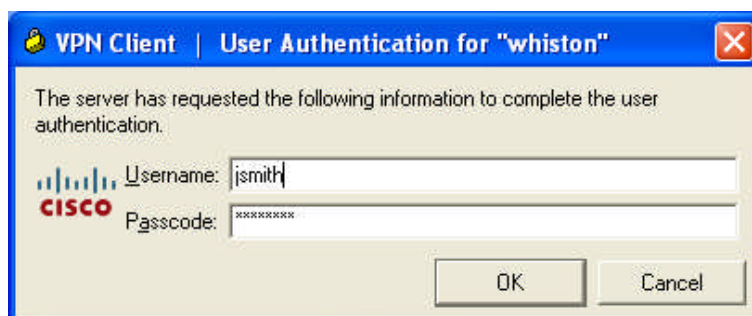 VPN Client | User Authentication for "whiston"
The server has requested the following information to complete the user
authentication.
Username: jsmith
CISCO
Passcode: ********
OK Cancel